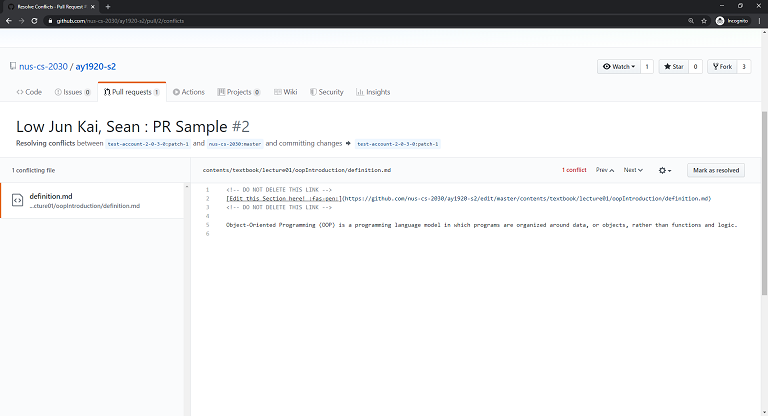 Resolve Conflicts · Pull Request #
github.com/nus-cs-2030/ay1920-s2/pull/2/conflicts
Incognito
nus-cs-2030 / ay1920-s2
Watch 1 Star 0 Fork 3
Code Issues 0 Pull requests 1 Actions Projects 0 Wiki Security Insights
Low Jun Kai, Sean : PR Sample #2
Resolving conflicts between test-account-2-0-3-0:patch-1 and nus-cs-2030:master and committing changes → test-account-2-0-3-0:patch-1
1 conflicting file
contents/textbook/lecture01/oopIntroduction/definition.md 1 conflict Prev Next Mark as resolved
definition.md
...cture01/oopIntroduction/definition.md
1 <!-- DO NOT DELETE THIS LINK -->
2 [Edit this Section here! :fas-pen:](https://github.com/nus-cs-2030/ay1920-s2/edit/master/contents/textbook/lecture01/oopIntroduction/definition.md)
3 <!-- DO NOT DELETE THIS LINK -->
4
5 Object-Oriented Programming (OOP) is a programming language model in which programs are organized around data, or objects, rather than functions and logic.
6